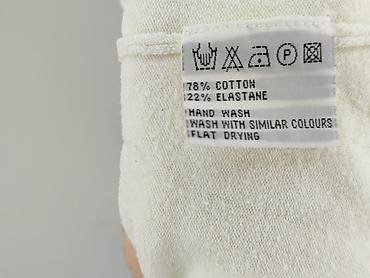 P
78% COTTON
22% ELASTANE
HAND WASH
WASH WITH SIMILAR COLOURS
FLAT DRYING